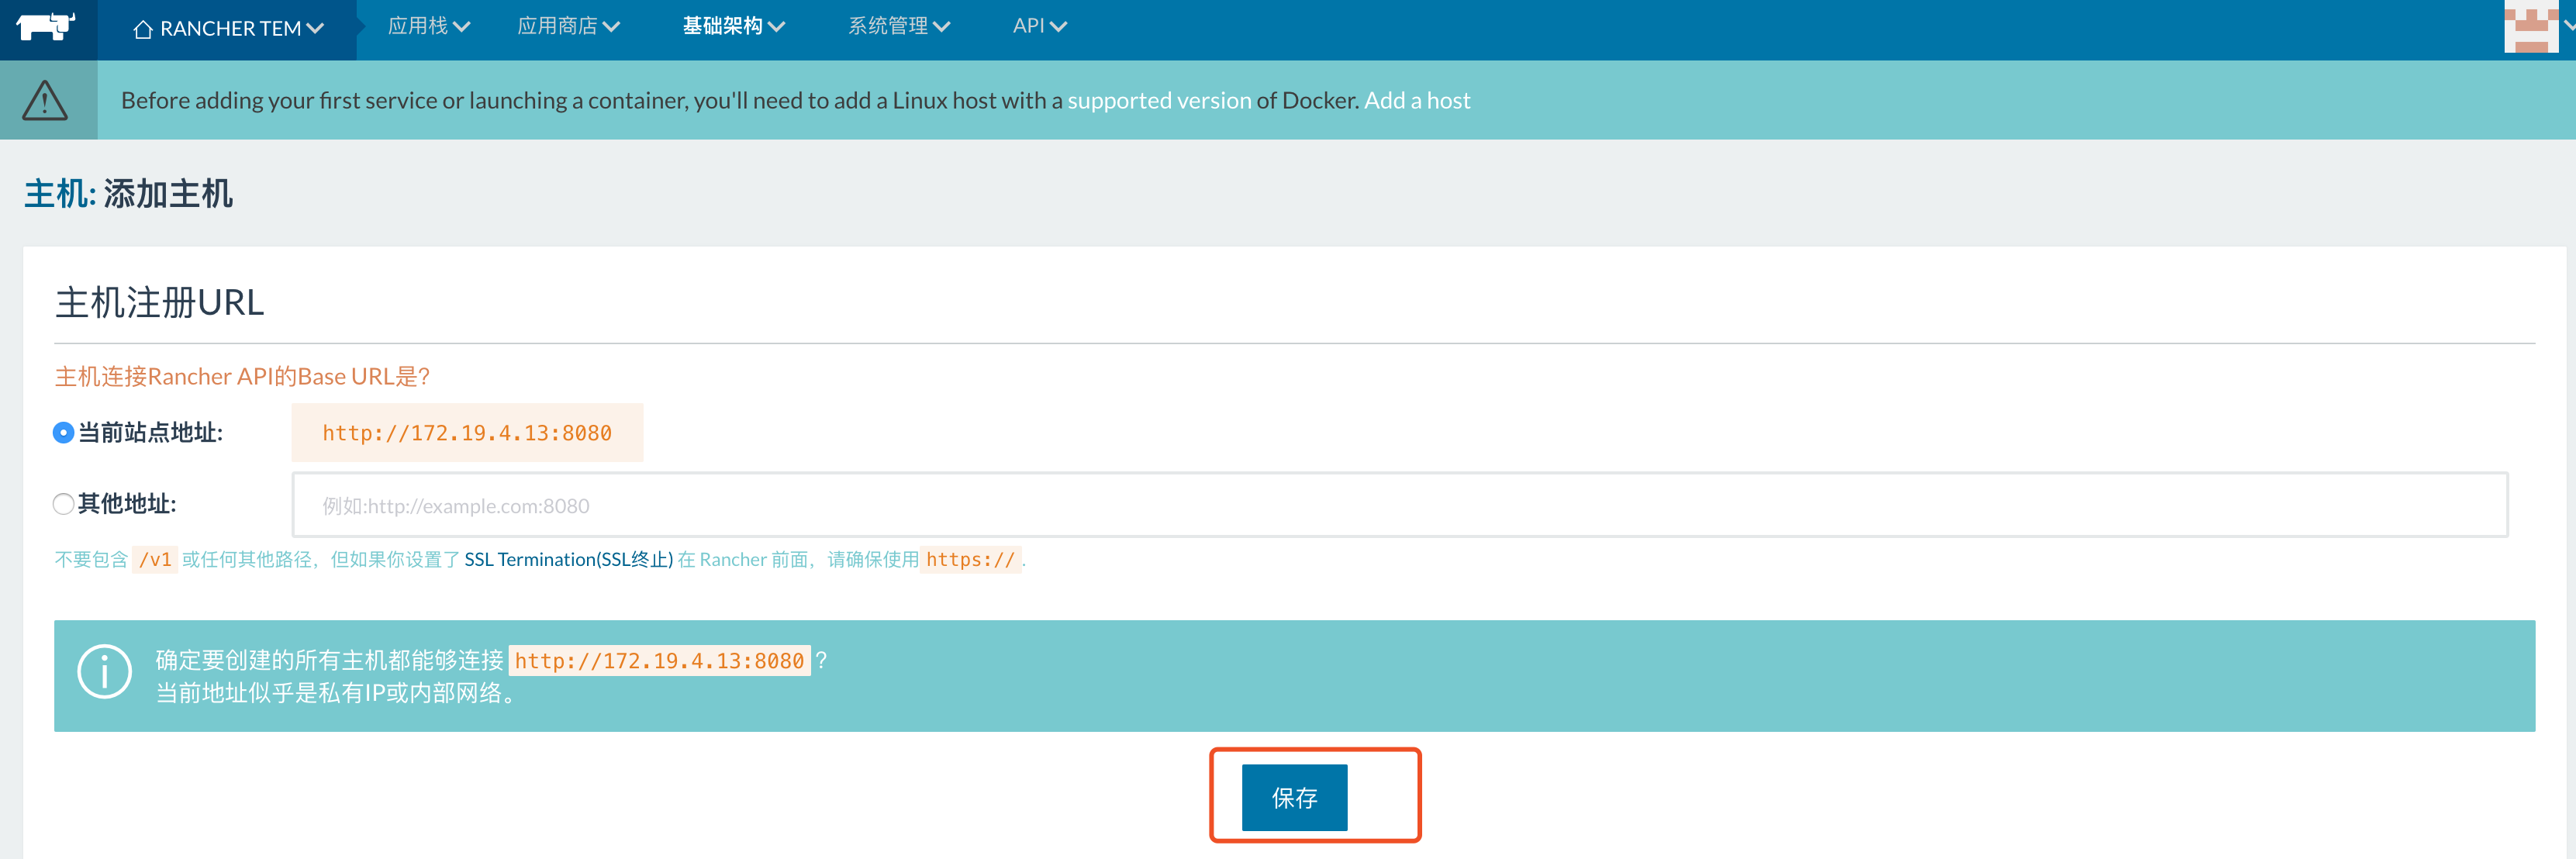 RANCHER TEM
应用栈
应用商店
基础架构
系统管理
API
Before adding your first service or launching a container, you'll need to add a Linux host with a supported version of Docker. Add a host
主机: 添加主机
主机注册URL
主机连接Rancher API的Base URL是?
当前站点地址:
http://172.19.4.13:8080
其他地址:
例如:http://example.com:8080
不要包含 /v1 或任何其他路径，但如果你设置了 SSL Termination(SSL终止) 在 Rancher 前面，请确保使用 https:// .
确定要创建的所有主机都能够连接 http://172.19.4.13:8080 ?
当前地址似乎是私有IP或内部网络。
保存